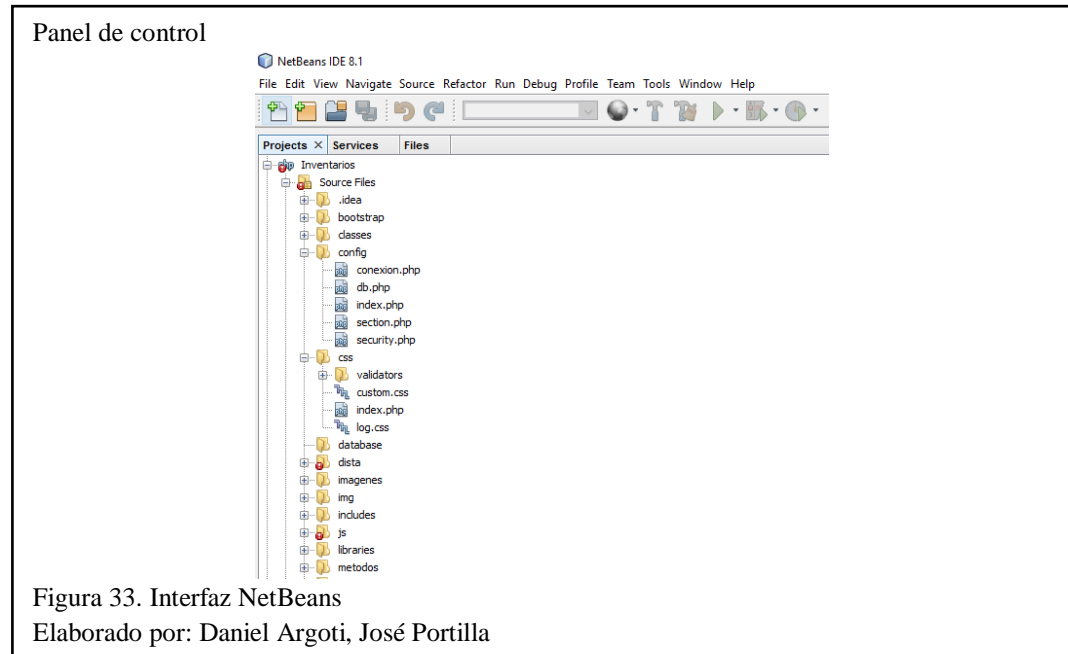 Panel de control
NetBeans IDE 8.1
File Edit View Navigate Source Refactor Run Debug Profile Team Tools Window Help
Projects Services Files
php Inventarios
Source Files
.idea
bootstrap
classes
config
conexion.php
db.php
index.php
section.php
security.php
css
validators
custom.css
index.php
log.css
database
dista
imagenes
img
includes
js
libraries
metodos
Figura 33. Interfaz NetBeans
Elaborado por: Daniel Argoti, José Portilla